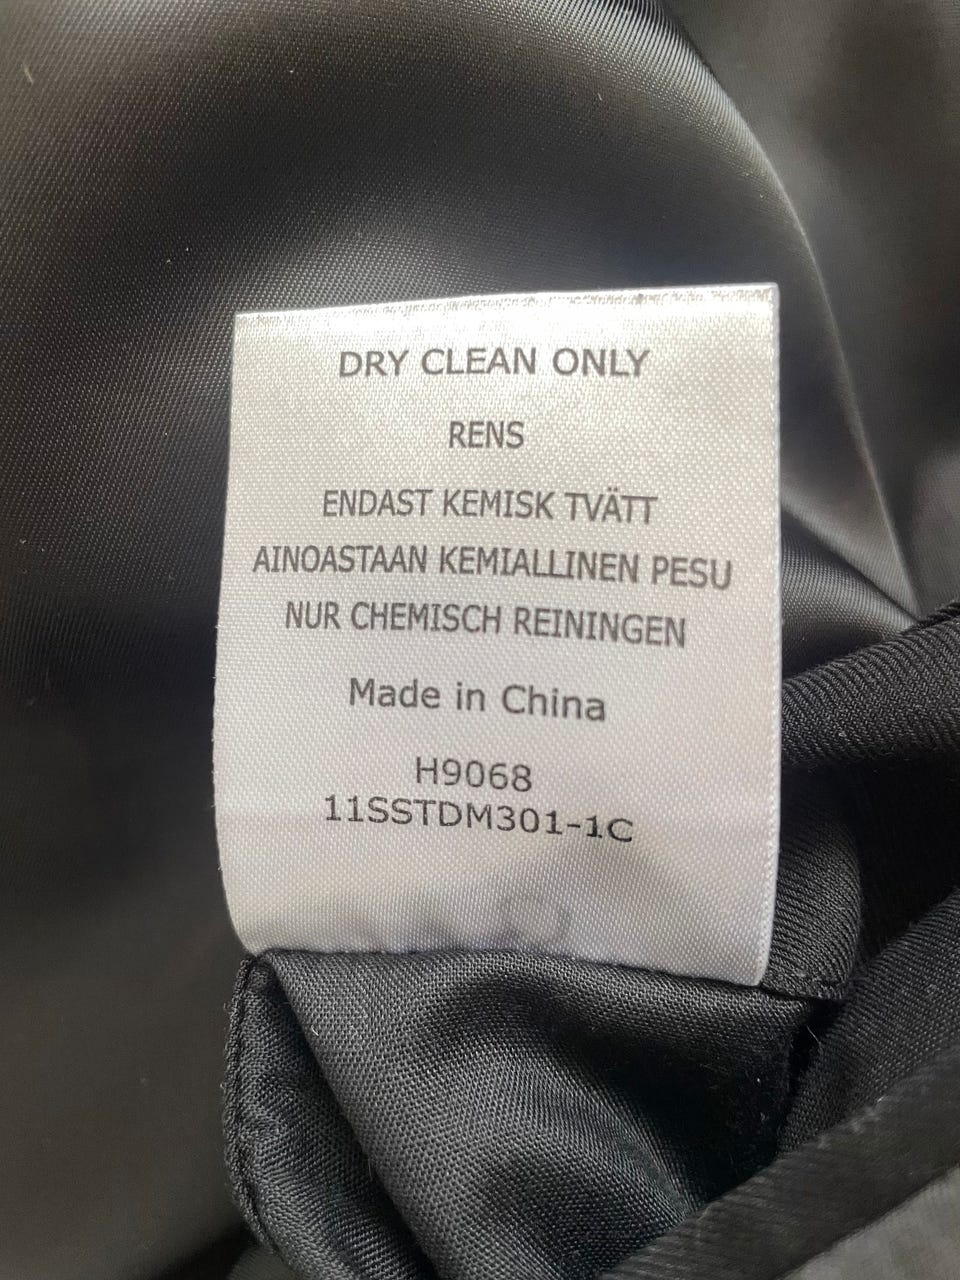 DRY CLEAN ONLY
RENS
ENDAST KEMISK TVÄTT
AINOASTAAN KEMIALLINEN PESU
NUR CHEMISCH REININGEN
Made in China
H9068
11SSTDM301-1C